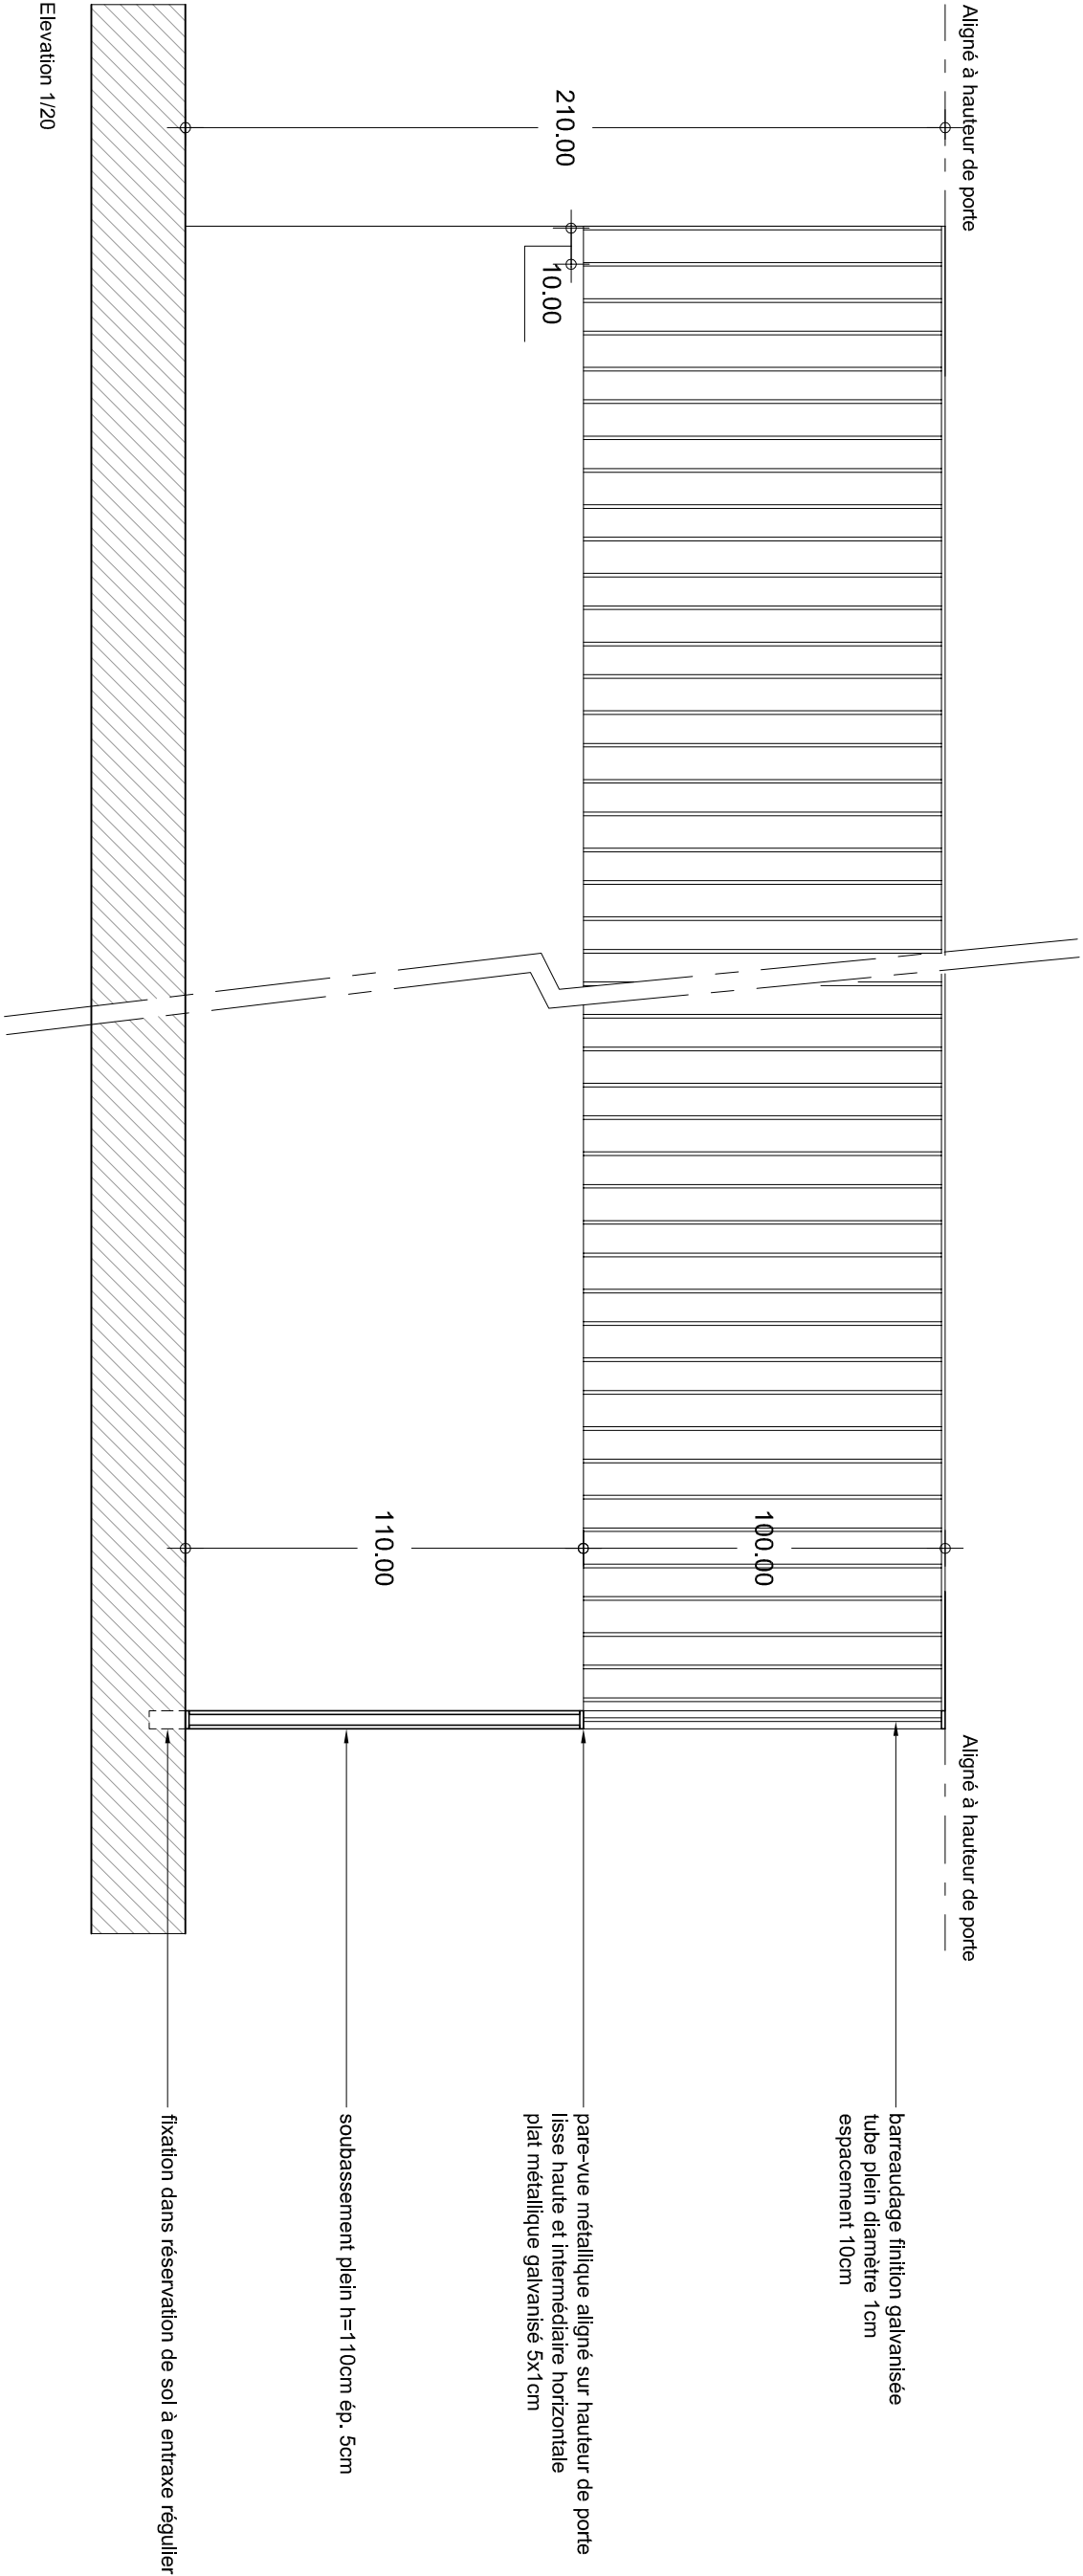 Aligné à hauteur de porte
Aligné à hauteur de porte
210.00
10.00
100.00
110.00
barreaudage finition galvanisée
tube plein diamètre 1cm
espacement 10cm
pare-vue métallique aligné sur hauteur de porte
lisse haute et intermédiaire horizontale
plat métallique galvanisé 5x1cm
soubassement plein h=110cm ép. 5cm
fixation dans réservation de sol à entraxe régulier
Elevation 1/20